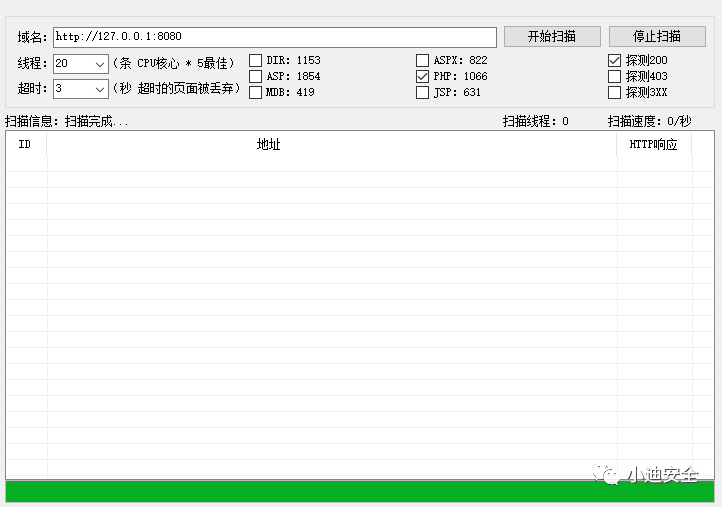 域名: http://127.0.0.1:8080 开始扫描 停止扫描
线程: 20 (条 CPU核心 * 5最佳) DIR: 1153 ASPX: 822 探测200
ASP: 1854 PHP: 1066 探测403
超时: 3 (秒 超时的页面被丢弃) MDB: 419 JSP: 631 探测3XX
扫描信息: 扫描完成... 扫描线程: 0 扫描速度: 0/秒
ID 地址 HTTP响应
小迪安全